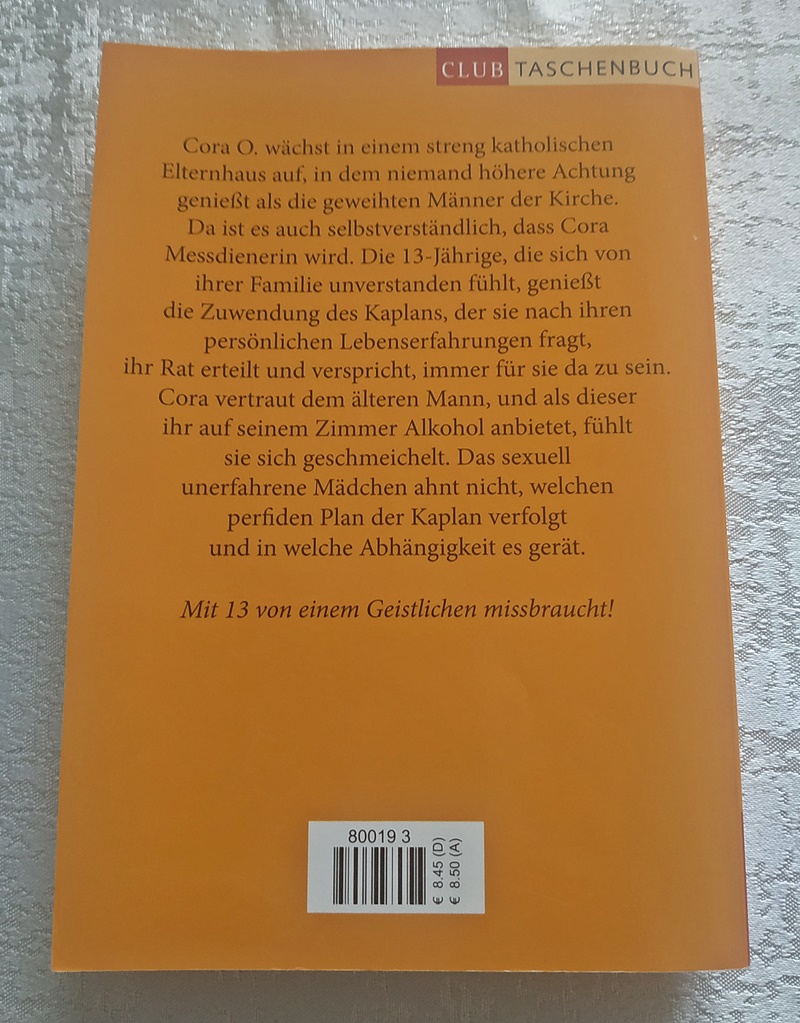 CLUB TASCHENBUCH
Cora O. wächst in einem streng katholischen
Elternhaus auf, in dem niemand höhere Achtung
genießt als die geweihten Männer der Kirche.
Da ist es auch selbstverständlich, dass Cora
Messdienerin wird. Die 13-Jährige, die sich von
ihrer Familie unverstanden fühlt, genießt
die Zuwendung des Kaplans, der sie nach ihren
persönlichen Lebenserfahrungen fragt,
ihr Rat erteilt und verspricht, immer für sie da zu sein.
Cora vertraut dem älteren Mann, und als dieser
ihr auf seinem Zimmer Alkohol anbietet, fühlt
sie sich geschmeichelt. Das sexuell
unerfahrene Mädchen ahnt nicht, welchen
perfiden Plan der Kaplan verfolgt
und in welche Abhängigkeit es gerät.
Mit 13 von einem Geistlichen missbraucht!
80019 3
€ 8.45 (D)
€ 8.50 (A)